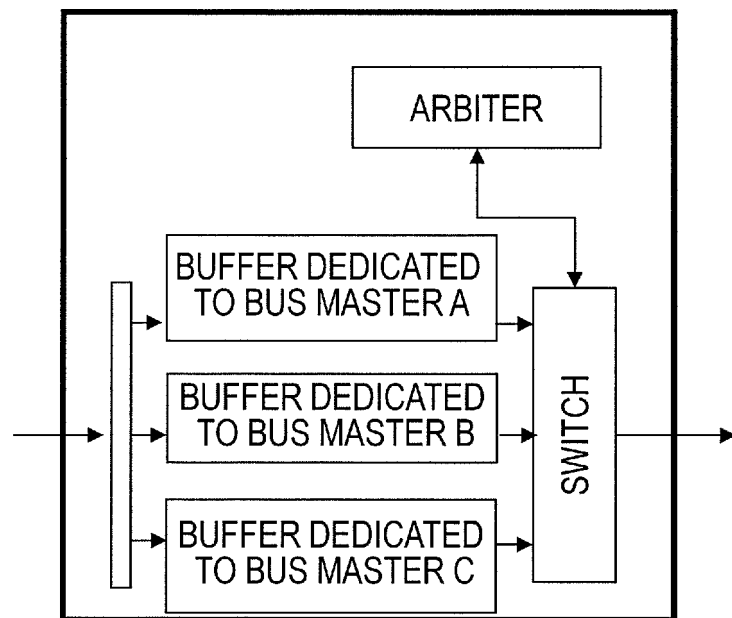 ARBITER
BUFFER DEDICATED
TO BUS MASTER A
BUFFER DEDICATED
TO BUS MASTER B
BUFFER DEDICATED
TO BUS MASTER C
SWITCH